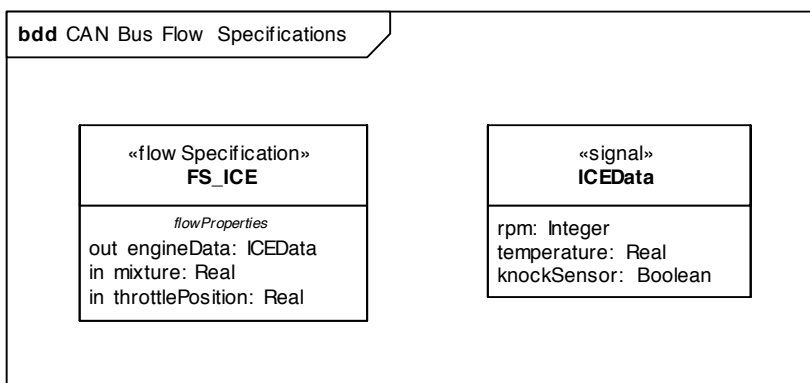 bdd CAN Bus Flow Specifications
«flow Specification»
FS_ICE
flowProperties
out engineData: ICEData
in mixture: Real
in throttlePosition: Real
«signal»
ICEData
rpm: Integer
temperature: Real
knockSensor: Boolean